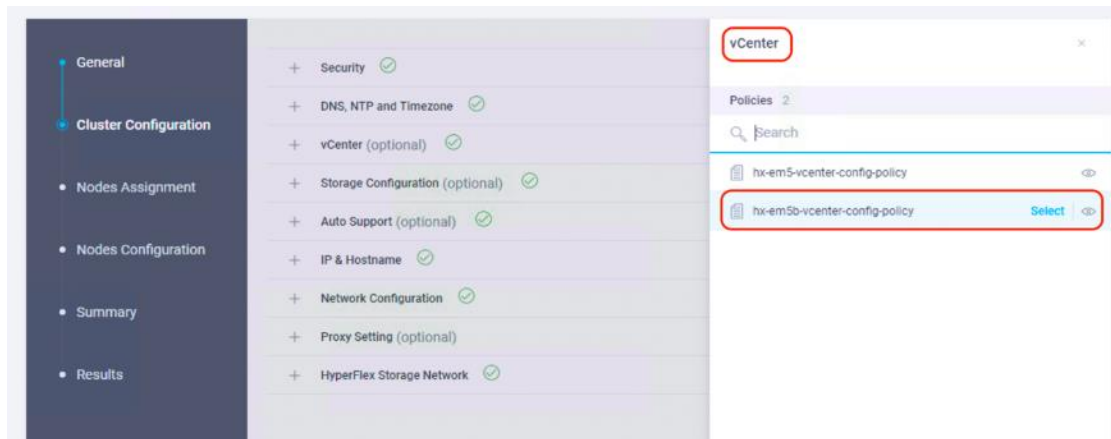 General
Cluster Configuration
Nodes Assignment
Nodes Configuration
Summary
Results
Security
DNS, NTP and Timezone
vCenter (optional)
Storage Configuration (optional)
Auto Support (optional)
IP & Hostname
Network Configuration
Proxy Setting (optional)
HyperFlex Storage Network
vCenter
Policies 2
Search
hx-em5-vcenter-config-policy
hx-em5b-vcenter-config-policy Select